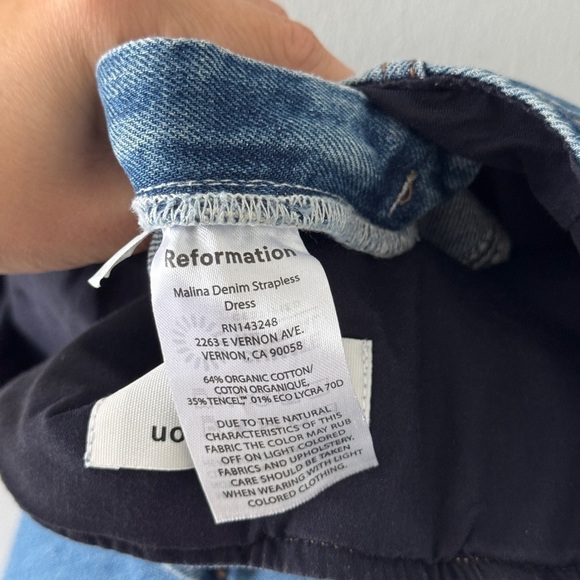 Reformation
Malina Denim Strapless
Dress
RN143248
2263 E VERNON AVE.
VERNON, CA 90058
64% ORGANIC COTTON/
COTON ORGANIQUE,
35% TENCEL™ 01% ECO LYCRA 70D
DUE TO THE NATURAL
CHARACTERISTICS OF THIS
FABRIC THE COLOR MAY RUB
OFF ON LIGHT COLORED
FABRICS AND UPHOLSTERY.
CARE SHOULD BE TAKEN
WHEN WEARING WITH LIGHT
COLORED CLOTHING.